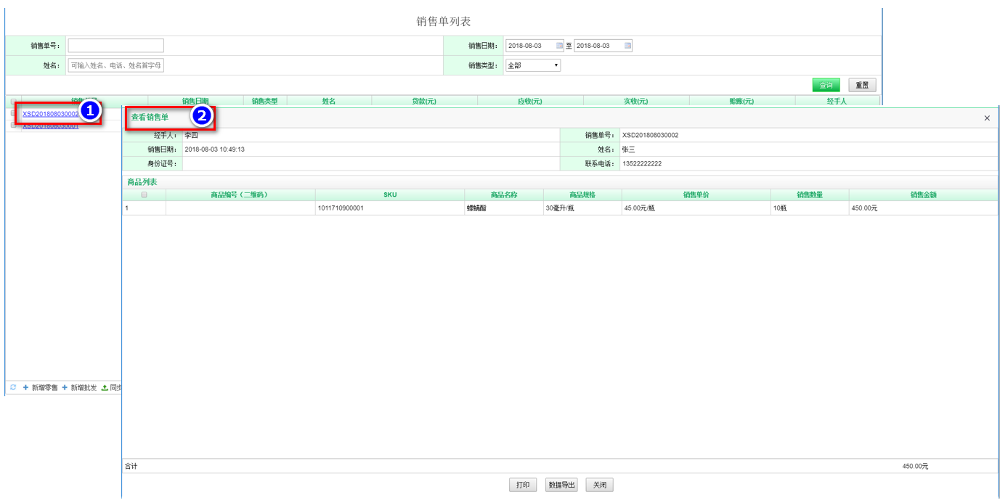 销售单列表
销售单号： 销售日期： 2018-08-03 至 2018-08-03
姓名： 可输入姓名、电话、姓名首字母 销售类型： 全部
查询 重置
销售日期 销售类型 姓名 货款(元) 应收(元) 实收(元) 赊账(元) 经手人
XSD201808030002 1
XSD201808030001
查看销售单 2 ×
经手人： 李四 销售单号： XSD201808030002
销售日期： 2018-08-03 10:49:13 姓名： 张三
身份证号： 联系电话： 13522222222
商品列表
商品编号（二维码） SKU 商品名称 商品规格 销售单价 销售数量 销售金额
1 1011710900001 螺螨酯 30毫升/瓶 45.00元/瓶 10瓶 450.00元
新增零售 新增批发 同步
合计 450.00元
打印 数据导出 关闭